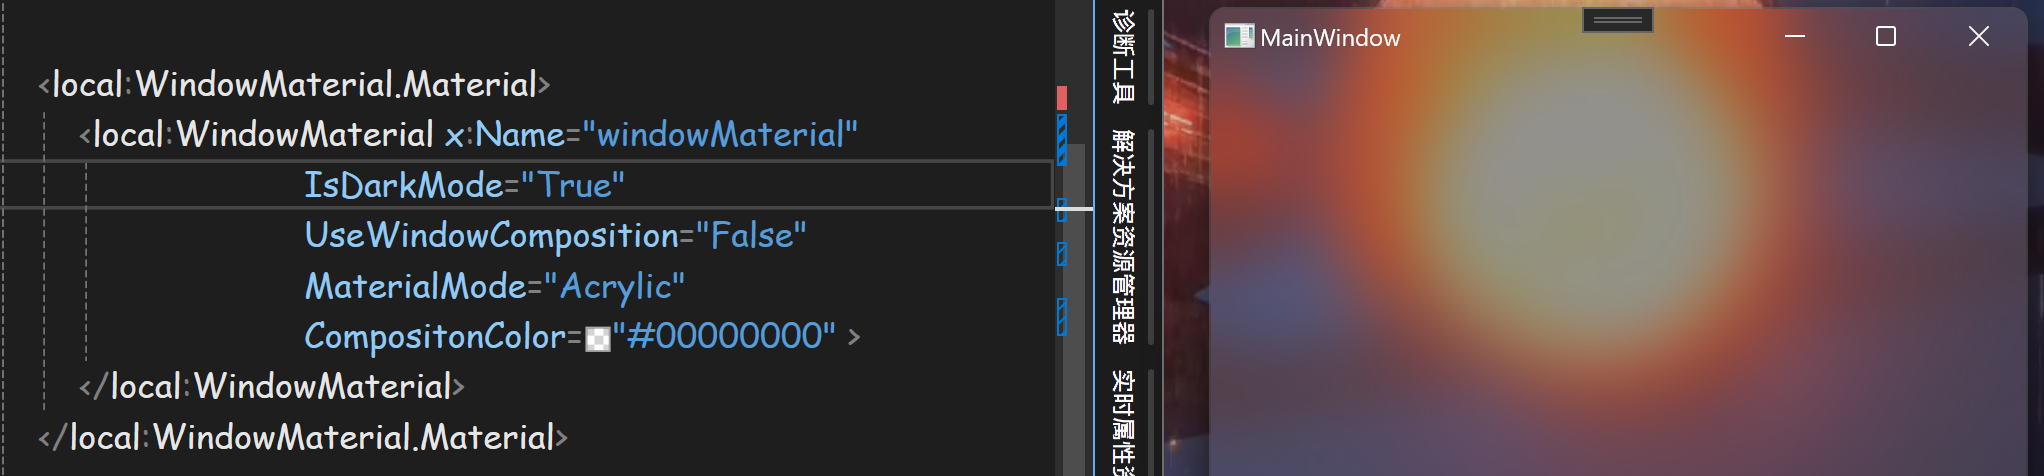 <local:WindowMaterial.Material>
<local:WindowMaterial x:Name="windowMaterial"
IsDarkMode="True"
UseWindowComposition="False"
MaterialMode="Acrylic"
CompositonColor="#00000000" >
</local:WindowMaterial>
</local:WindowMaterial.Material>
诊断工具
解决方案资源管理器
实时属性资
MainWindow